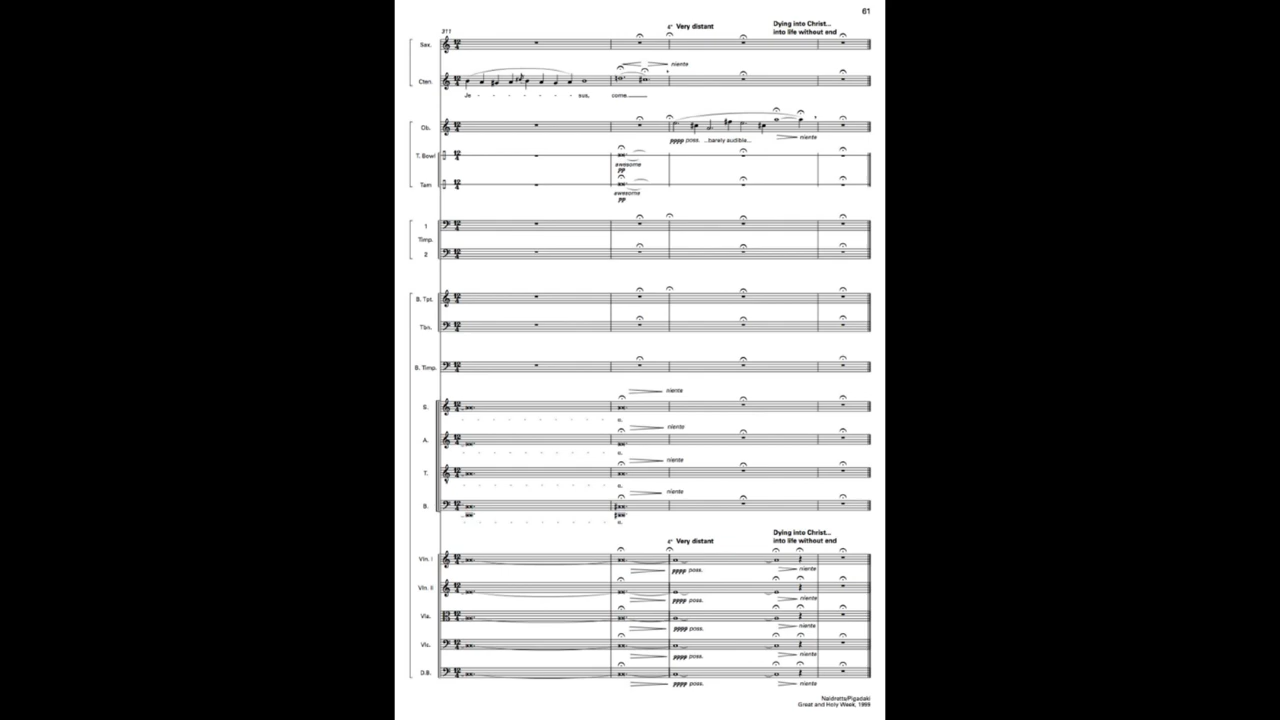 61
Very distant
Dying into Christ...
into life without end
311
Sax.
niente
Cten.
Je - - - - - - - sus, come.
Ob.
pppp poss. ...barely audible...
niente
T. Bowl
awesome
pp
Tam
awesome
pp
1
Timp.
2
B. Tpt.
Tbn.
B. Timp.
niente
S.
niente
A.
niente
T.
niente
B.
Very distant
Dying into Christ...
into life without end
Vln. I
pppp poss.
niente
Vln. II
pppp poss.
niente
Vla.
pppp poss.
niente
Vlc.
pppp poss.
niente
D.B.
pppp poss.
niente
Naldretts/Pigadaki
Great and Holy Week, 1999